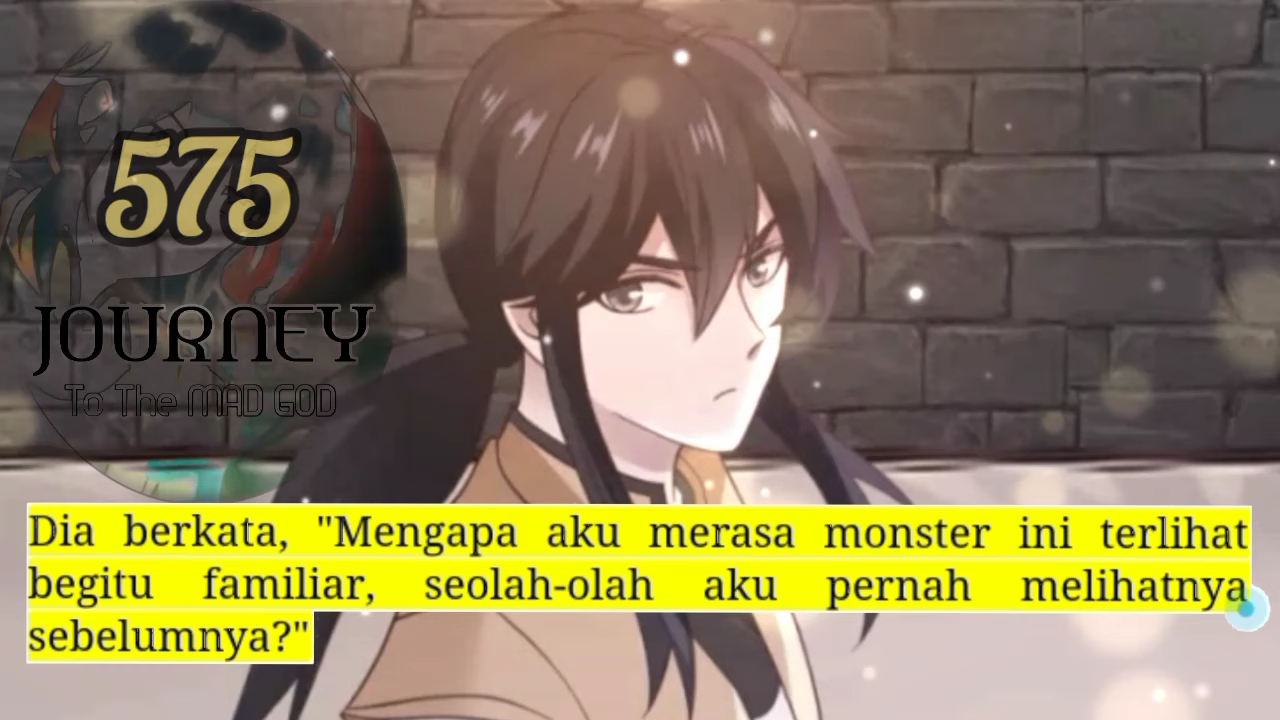 575
JOURNEY
To The MAD GOD
Dia berkata, "Mengapa aku merasa monster ini terlihat
begitu familiar, seolah-olah aku pernah melihatnya
sebelumnya?"